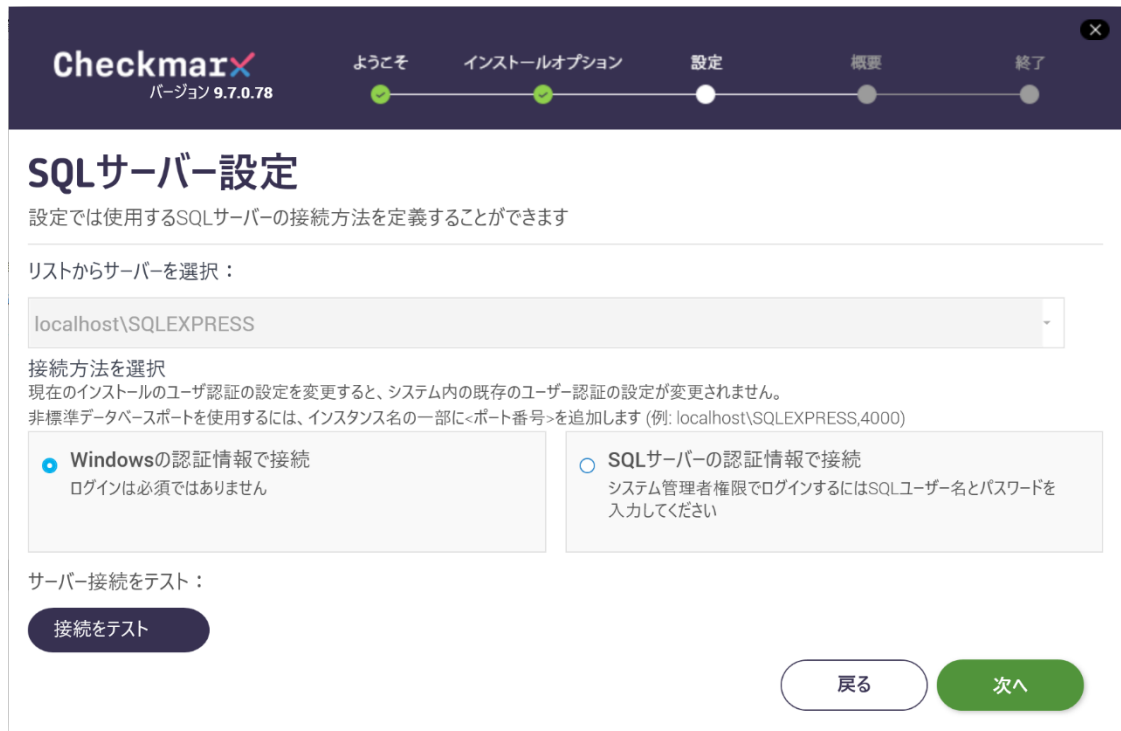 Checkmarx
バージョン 9.7.0.78
ようこそ
インストールオプション
設定
概要
終了
SQLサーバー設定
設定では使用するSQLサーバーの接続方法を定義することができます
リストからサーバーを選択：
localhost\SQLEXPRESS
接続方法を選択
現在のインストールのユーザ認証の設定を変更すると、システム内の既存のユーザー認証の設定が変更されません。
非標準データベースポートを使用するには、インスタンス名の一部に<ポート番号>を追加します (例: localhost\SQLEXPRESS,4000)
Windowsの認証情報で接続
ログインは必須ではありません
SQLサーバーの認証情報で接続
システム管理者権限でログインするにはSQLユーザー名とパスワードを
入力してください
サーバー接続をテスト：
接続をテスト
戻る
次へ